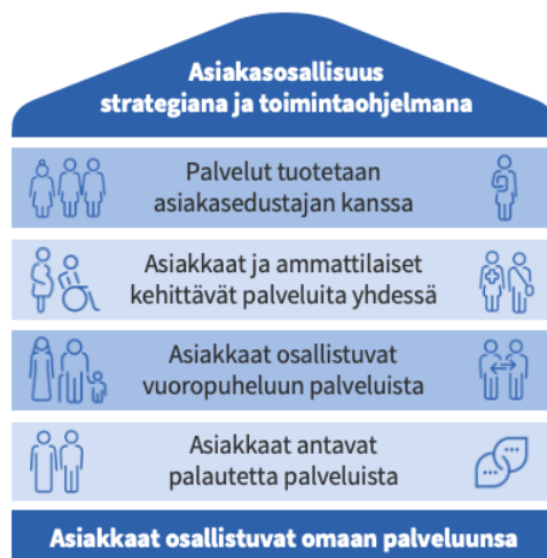 Asiakasosallisuus
strategiana ja toimintaohjelmana
Palvelut tuotetaan
asiakasedustajan kanssa
Asiakkaat ja ammattilaiset
kehittävät palveluita yhdessä
Asiakkaat osallistuvat
vuoropuheluun palveluista
Asiakkaat antavat
palautetta palveluista
Asiakkaat osallistuvat omaan palveluunsa